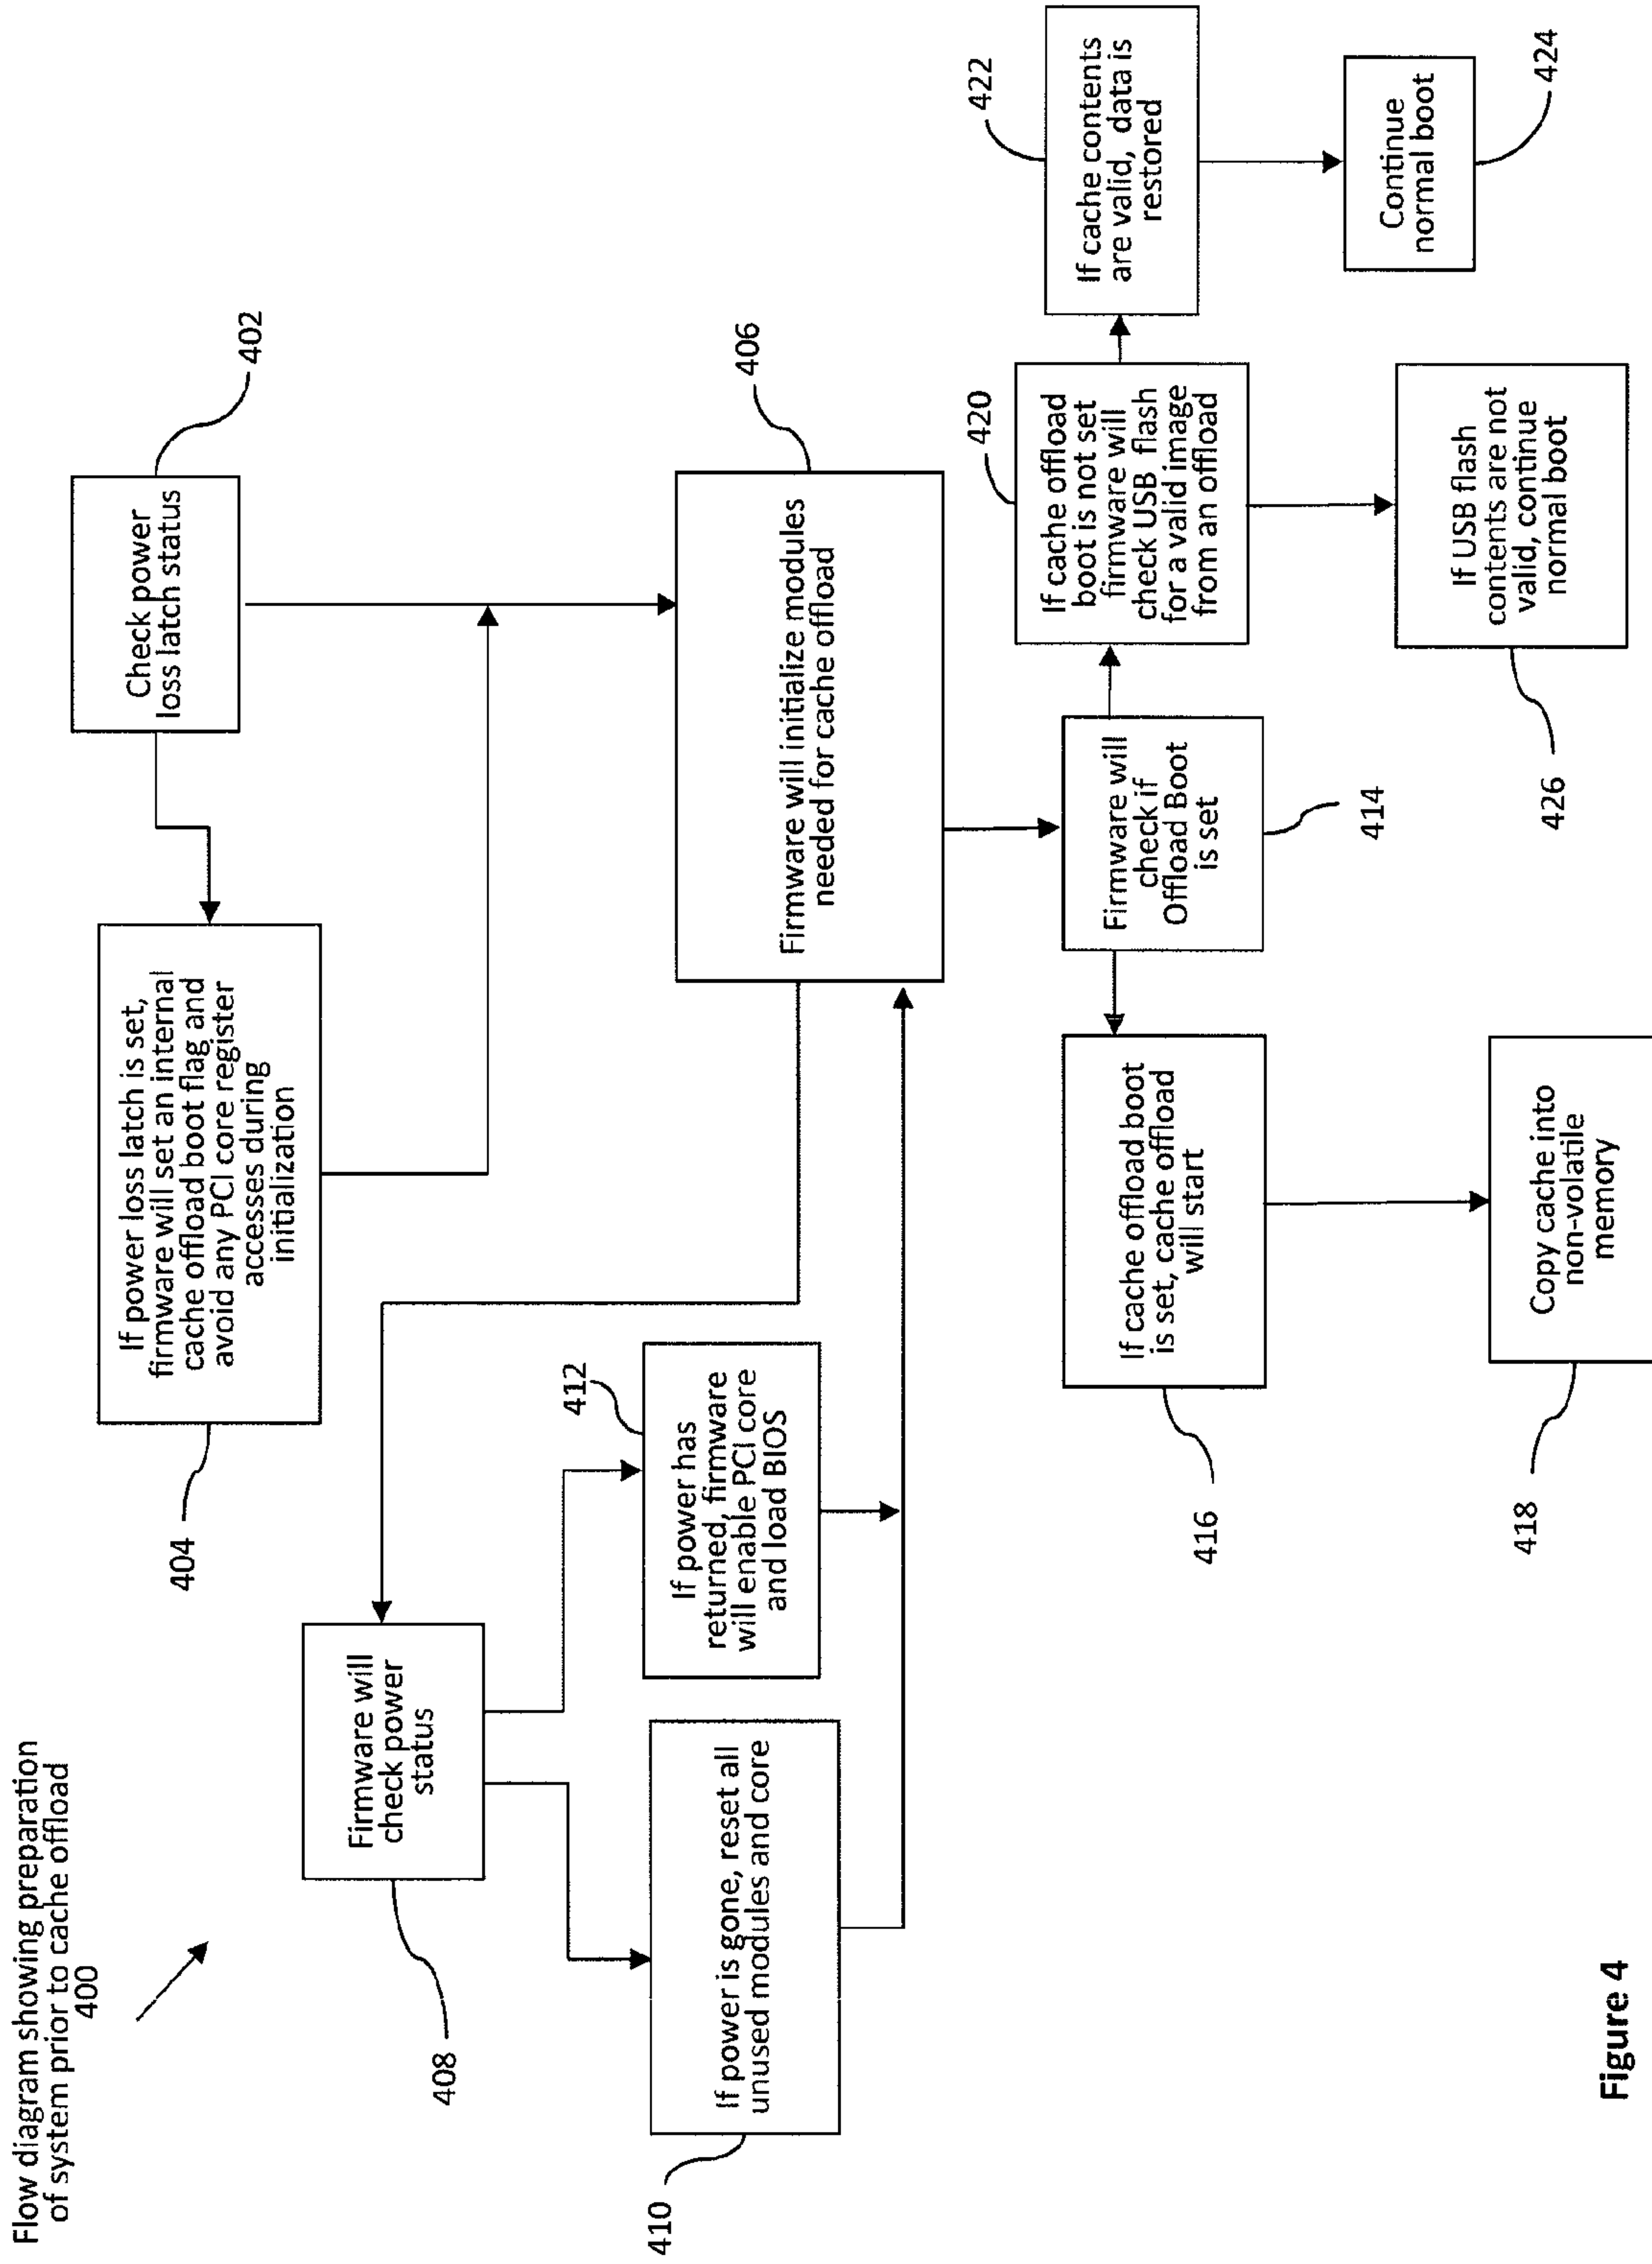 Flow diagram showing preparation
of system prior to cache offload
400
Check power
loss latch status
402
If power loss latch is set,
firmware will set an internal
cache offload boot flag and
avoid any PCI core register
accesses during
initialization
404
Firmware will initialize modules
needed for cache offload
406
Firmware will
check power
status
408
If power is gone, reset all
unused modules and core
410
If power has
returned, firmware
will enable PCI core
and load BIOS
412
Firmware will
check if
Offload Boot
is set
414
If cache offload boot
is set, cache offload
will start
416
Copy cache into
non-volatile
memory
418
If cache offload
boot is not set
firmware will
check USB flash
for a valid image
from an offload
420
If cache contents
are valid, data is
restored
422
Continue
normal boot
424
If USB flash
contents are not
valid, continue
normal boot
426
Figure 4